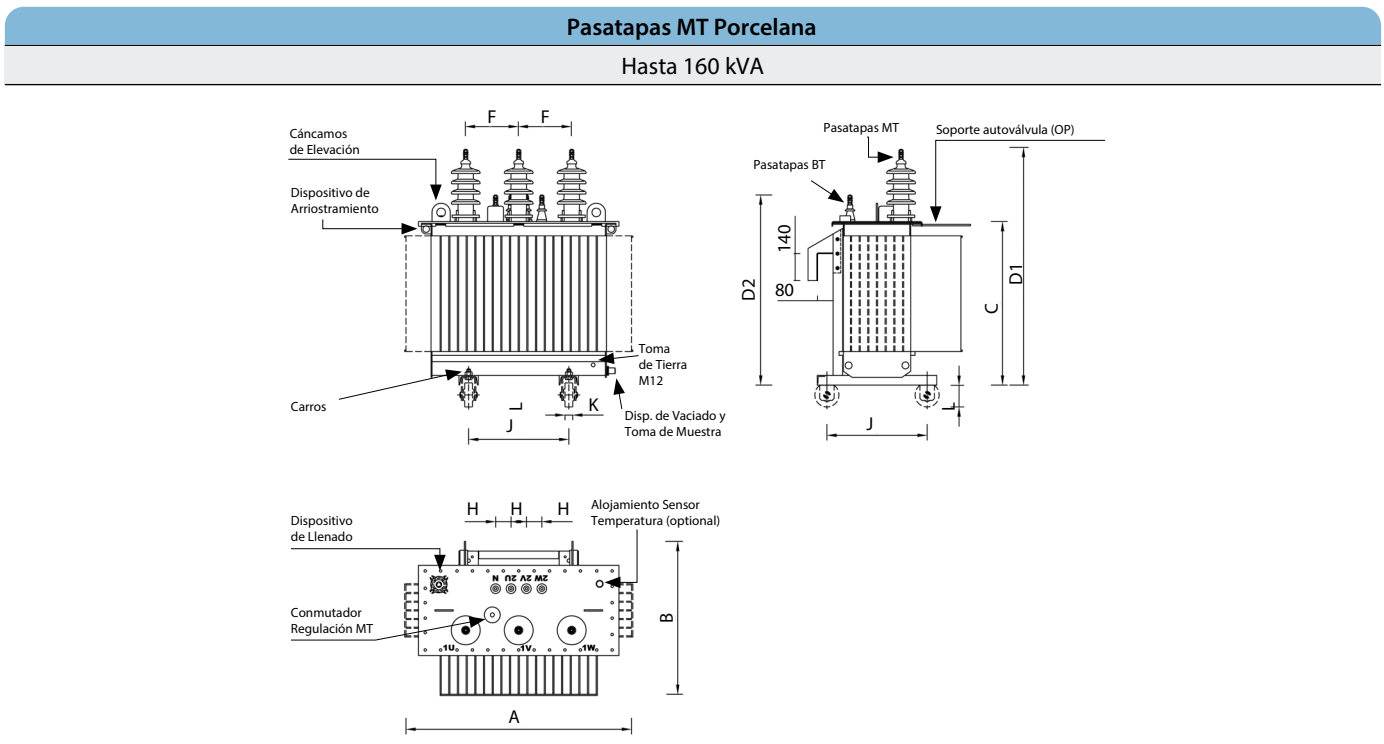 Pasatapas MT Porcelana
Hasta 160 kVA
F
F
Cáncamos
de Elevación
Dispositivo de
Arriostramiento
Toma
de Tierra
M12
Carros
L
K
J
Disp. de Vaciado y
Toma de Muestra
Pasatapas MT
Soporte autoválvula (OP)
Pasatapas BT
140
80
D2
C
D1
L
J
H
H
H
Alojamiento Sensor
Temperatura (optional)
Dispositivo
de Llenado
N 2U 2V 2W
Conmutador
Regulación MT
B
1U
1V
1W
A